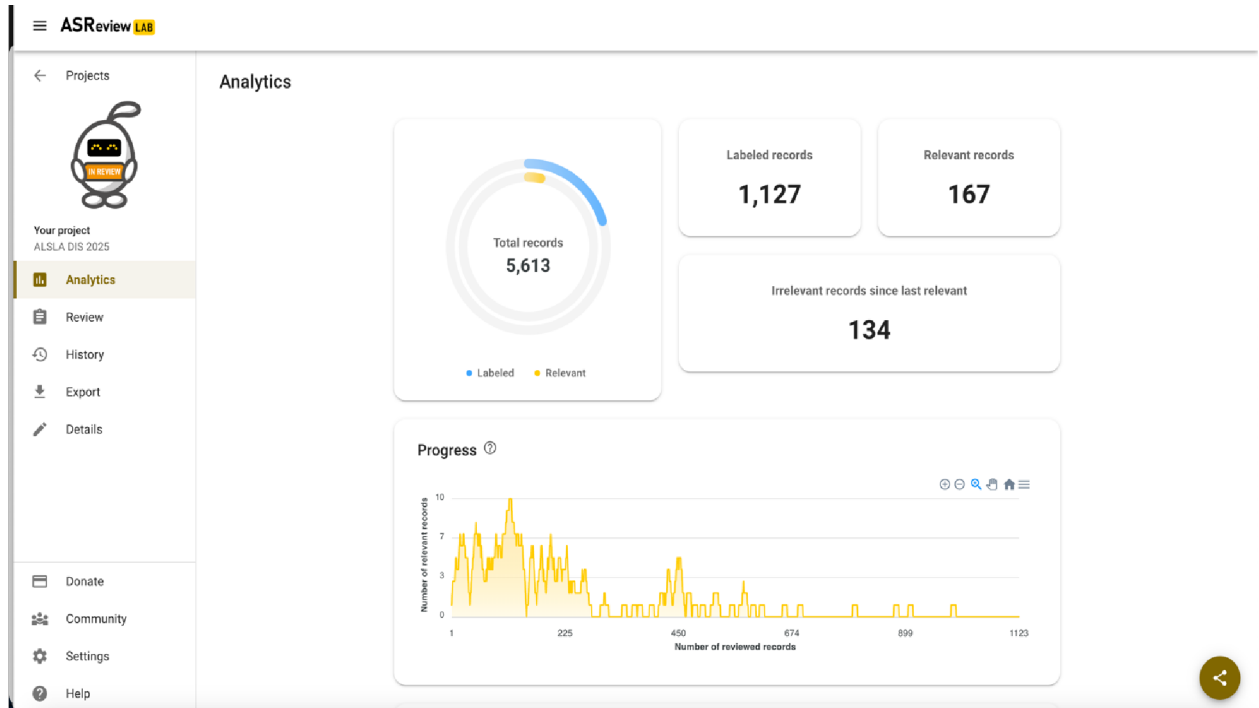 ASReview LAB
Projects
IN REVIEW
Your project
ALSLA DIS 2025
Analytics
Review
History
Export
Details
Donate
Community
Settings
Help
Analytics
Total records
5,613
Labeled
Relevant
Labeled records
1,127
Relevant records
167
Irrelevant records since last relevant
134
Progress ?
Number of relevant records
10
7
3
0
1 225 450 674 899 1123
Number of reviewed records